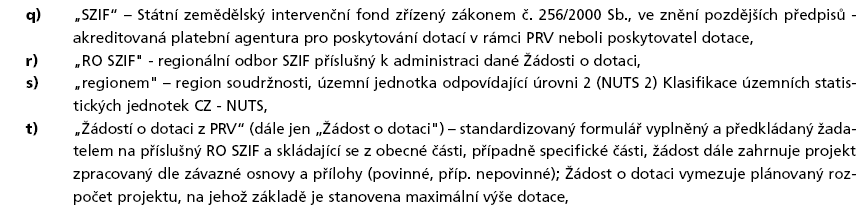 q) „SZIF“ – Státní zemědělský intervenční fond zřízený zákonem č. 256/2000 Sb., ve znění pozdějších předpisů -
akreditovaná platební agentura pro poskytování dotací v rámci PRV neboli poskytovatel dotace,
r) „RO SZIF" - regionální odbor SZIF příslušný k administraci dané Žádosti o dotaci,
s) „regionem" – region soudržnosti, územní jednotka odpovídající úrovni 2 (NUTS 2) Klasifikace územních statis-
tických jednotek CZ - NUTS,
t) „Žádostí o dotaci z PRV“ (dále jen „Žádost o dotaci") – standardizovaný formulář vyplněný a předkládaný žada-
telem na příslušný RO SZIF a skládající se z obecné části, případně specifické části, žádost dále zahrnuje projekt
zpracovaný dle závazné osnovy a přílohy (povinné, příp. nepovinné); Žádost o dotaci vymezuje plánovaný roz-
počet projektu, na jehož základě je stanovena maximální výše dotace,